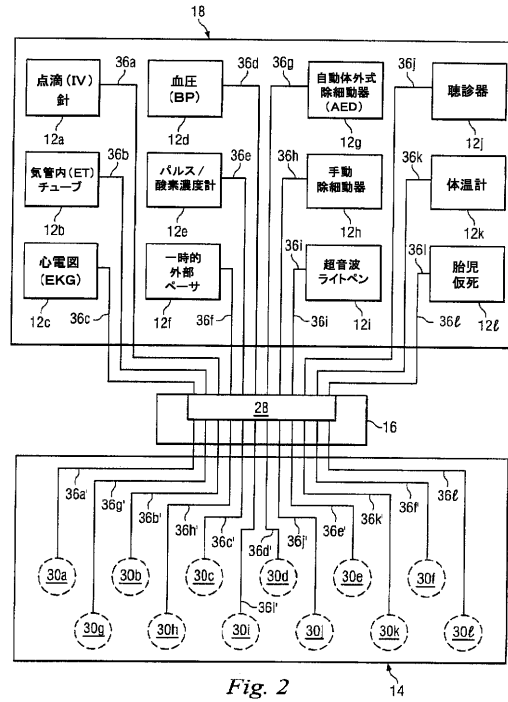 18
点滴(IV)
針
36a
12a
血圧
(BP)
36d
12d
36g
自動体外式
除細動器
(AED)
12g
36j
聴診器
12j
気管内(ET)
チューブ
36b
12b
パルス/
酸素濃度計
36e
12e
36h
手動
除細動器
12h
36k
体温計
12k
心電図
(EKG)
12c
36c
一時的
外部
ペーサ
12f
36f
36i
超音波
ライトペン
36i
12i
36l
胎児
仮死
36ℓ
12ℓ
28
16
36a'
36g'
36b'
36h'
36c'
36d'
36i'
36j'
36e'
36k'
36f'
36ℓ
30a
30b
30c
30d
30e
30f
30g
30h
30i
30j
30k
30ℓ
Fig. 2
14